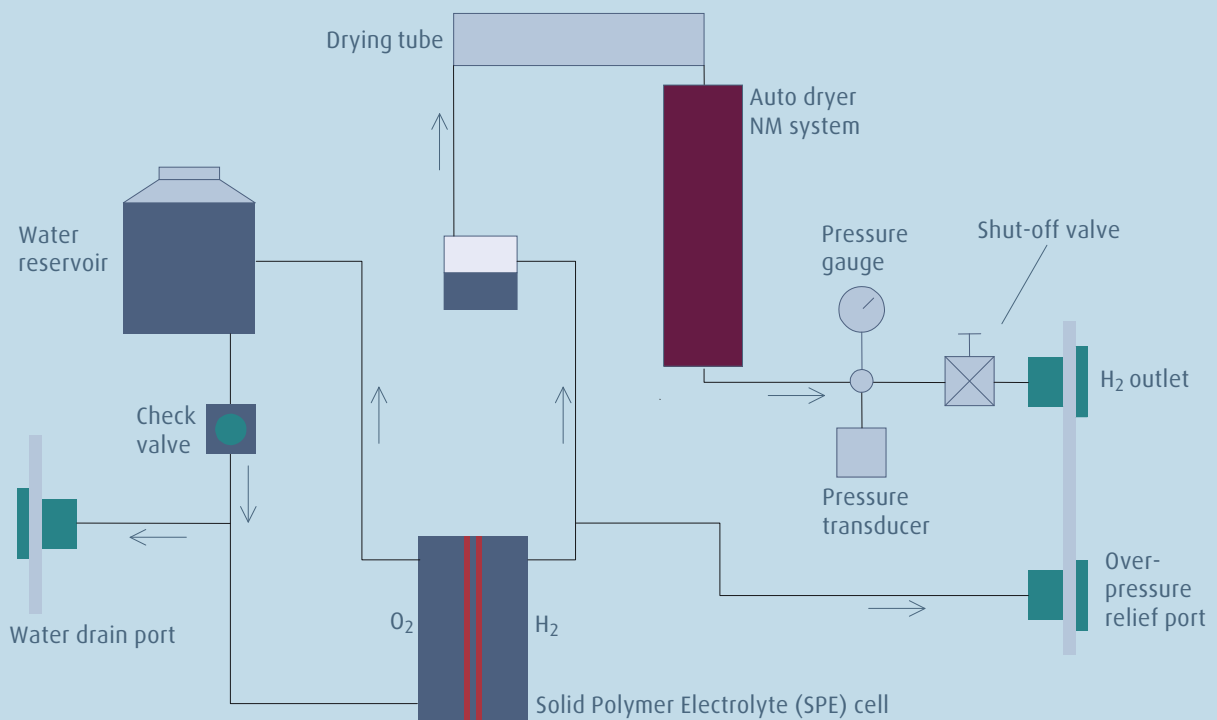 Drying tube
Auto dryer
NM system
Water
reservoir
Pressure
gauge
Shut-off valve
H₂ outlet
Check
valve
Pressure
transducer
Over-
pressure
relief port
O₂
H₂
Water drain port
Solid Polymer Electrolyte (SPE) cell